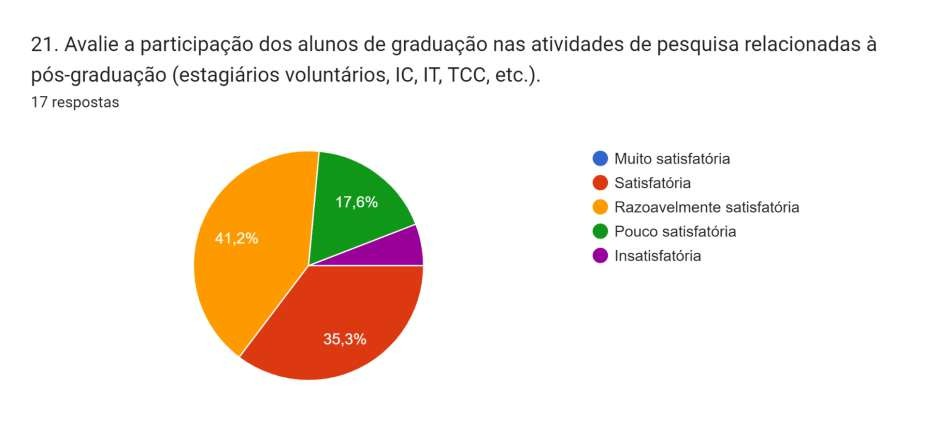 21. Avalie a participação dos alunos de graduação nas atividades de pesquisa relacionadas à
pós-graduação (estagiários voluntários, IC, IT, TCC, etc.).
17 respostas
Muito satisfatória
Satisfatória
Razoavelmente satisfatória
Pouco satisfatória
Insatisfatória
17,6%
41,2%
35,3%